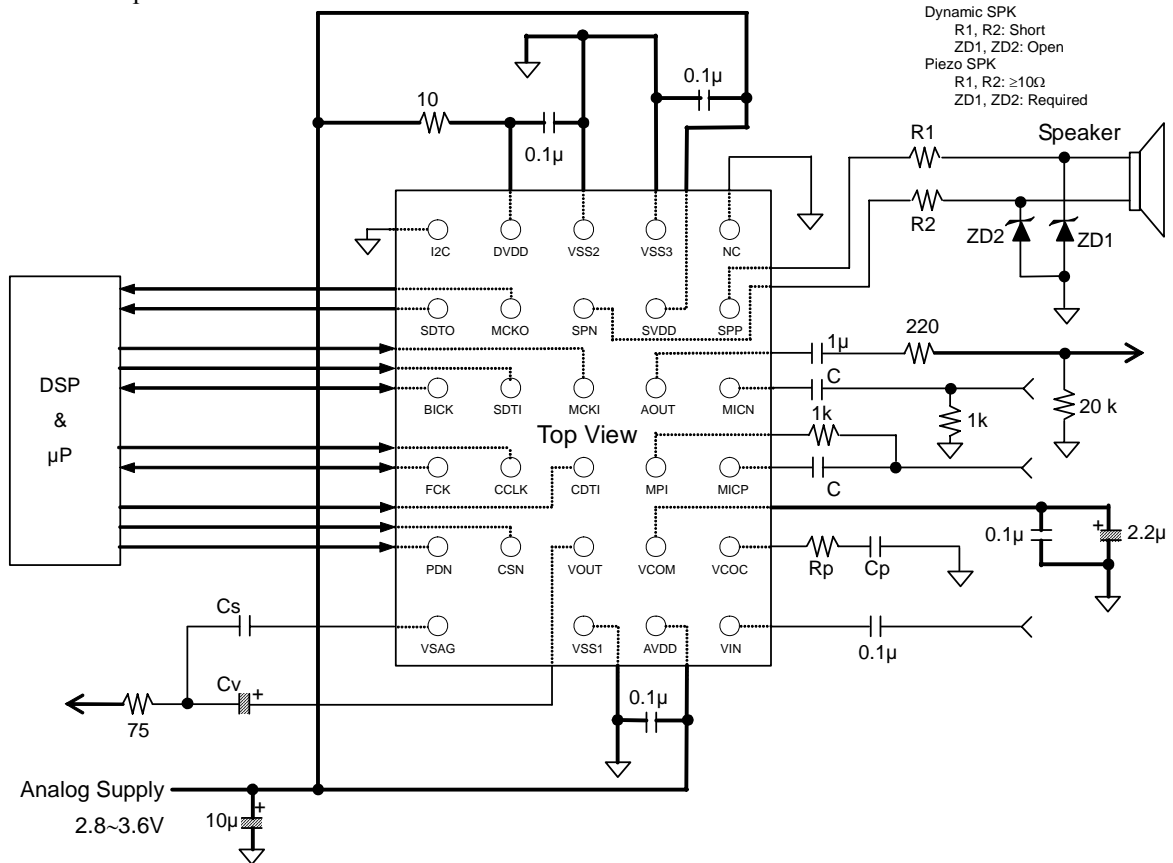 Dynamic SPK
R1, R2: Short
ZD1, ZD2: Open
Piezo SPK
R1, R2: ≥10Ω
ZD1, ZD2: Required
0.1µ
10
0.1µ
R1
Speaker
R2
ZD2
ZD1
I2C
DVDD
VSS2
VSS3
NC
SDTO
MCKO
SPN
SVDD
SPP
1µ
220
DSP
&
µP
C
BICK
SDTI
MCKI
AOUT
MICN
20 k
1k
1k
Top View
FCK
CCLK
CDTI
MPI
MICP
C
0.1µ
+
2.2µ
PDN
CSN
VOUT
VCOM
VCOC
Rp
Cp
Cs
VSAG
VSS1
AVDD
VIN
0.1µ
Cv
+
0.1µ
75
Analog Supply
2.8~3.6V
10µ
+